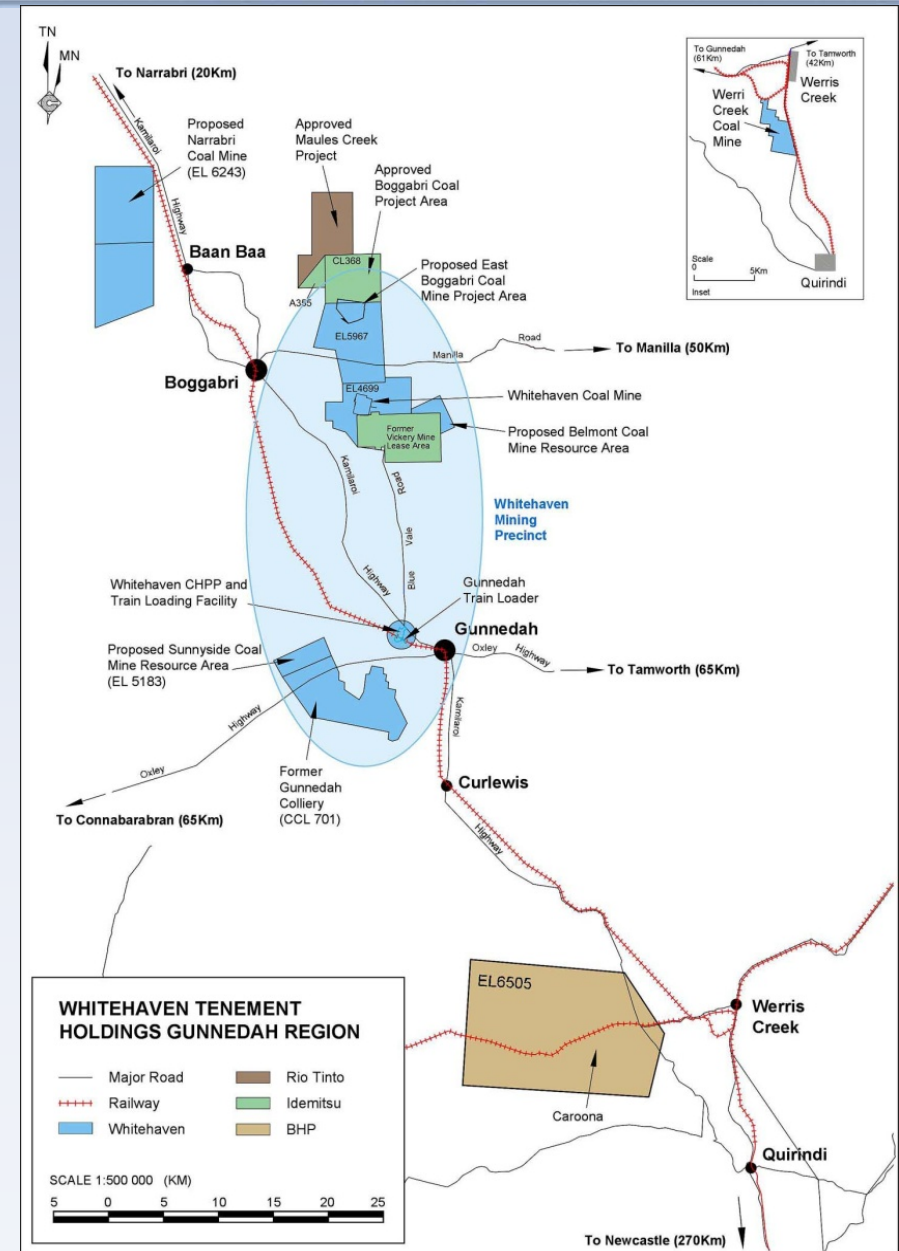 TN
MN
To Narrabri (20Km)
Kamilaroi
Highway
Proposed
Narrabri
Coal Mine
(EL 6243)
Approved
Maules Creek
Project
Approved
Boggabri Coal
Project Area
Baan Baa
CL368
A355
Proposed East
Boggabri Coal
Mine Project Area
EL5967
Manilla
Road
To Manilla (50Km)
Boggabri
EL4699
Whitehaven Coal Mine
Former
Vickery Mine
Lease Area
Proposed Belmont Coal
Mine Resource Area
Kamilaroi
Highway
Road
Vale
Blue
Whitehaven
Mining
Precinct
Whitehaven CHPP and
Train Loading Facility
Gunnedah
Train Loader
Gunnedah
Oxley
Highway
To Tamworth (65Km)
Proposed Sunnyside Coal
Mine Resource Area
(EL 5183)
Highway
Oxley
To Connabarabran (65Km)
Former
Gunnedah
Colliery
(CCL 701)
Kamilaroi
Curlewis
Highway
EL6505
Caroona
Werris
Creek
Quirindi
To Newcastle (270Km)
To Gunnedah
(61Km)
To Tamworth
(42Km)
Werris
Creek
Werri
Creek
Coal
Mine
Scale
0
5Km
Inset
Quirindi
WHITEHAVEN TENEMENT
HOLDINGS GUNNEDAH REGION
Major Road
Rio Tinto
Railway
Idemitsu
Whitehaven
BHP
SCALE 1:500 000 (KM)
5 0 5 10 15 20 25